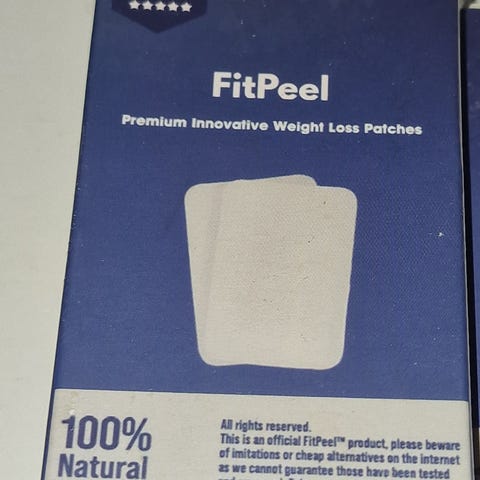 FitPeel
Premium Innovative Weight Loss Patches
100%
Natural
All rights reserved.
This is an official FitPeel™ product, please beware
of imitations or cheap alternatives on the internet
as we cannot guarantee those have been tested